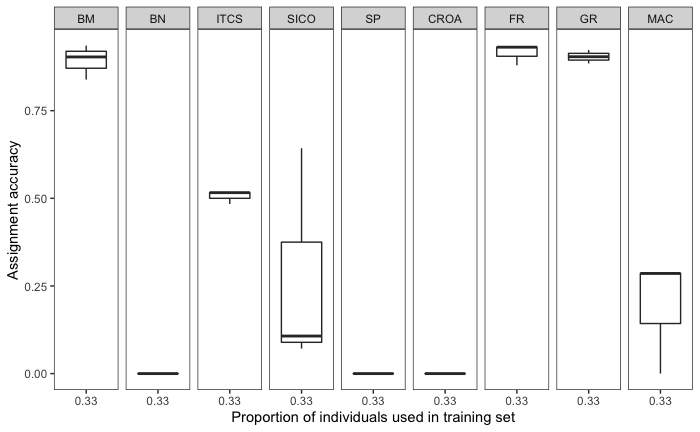 BM BN ITCS SICO SP CROA FR GR MAC
Assignment accuracy
0.75
0.50
0.25
0.00
0.33 0.33 0.33 0.33 0.33 0.33 0.33 0.33 0.33
Proportion of individuals used in training set